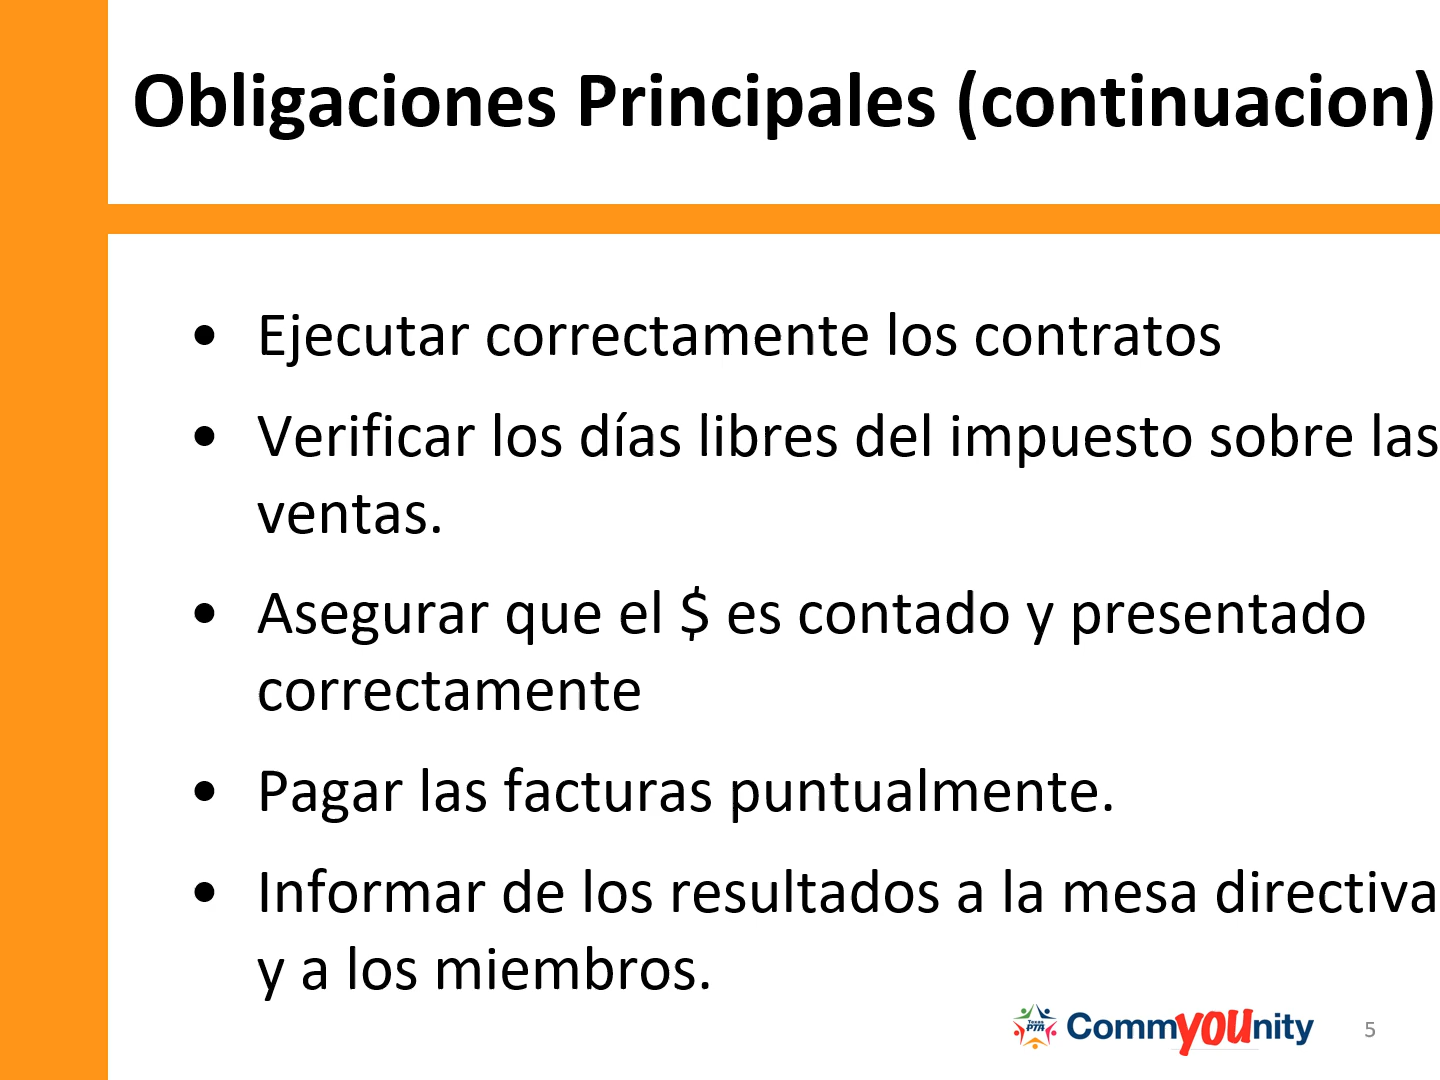 Obligaciones Principales (continuacion)
• Ejecutar correctamente los contratos
• Verificar los días libres del impuesto sobre las
ventas.
• Asegurar que el $ es contado y presentado
correctamente
• Pagar las facturas puntualmente.
• Informar de los resultados a la mesa directiva
y a los miembros.
Texas
PTA
CommYOUnity
5